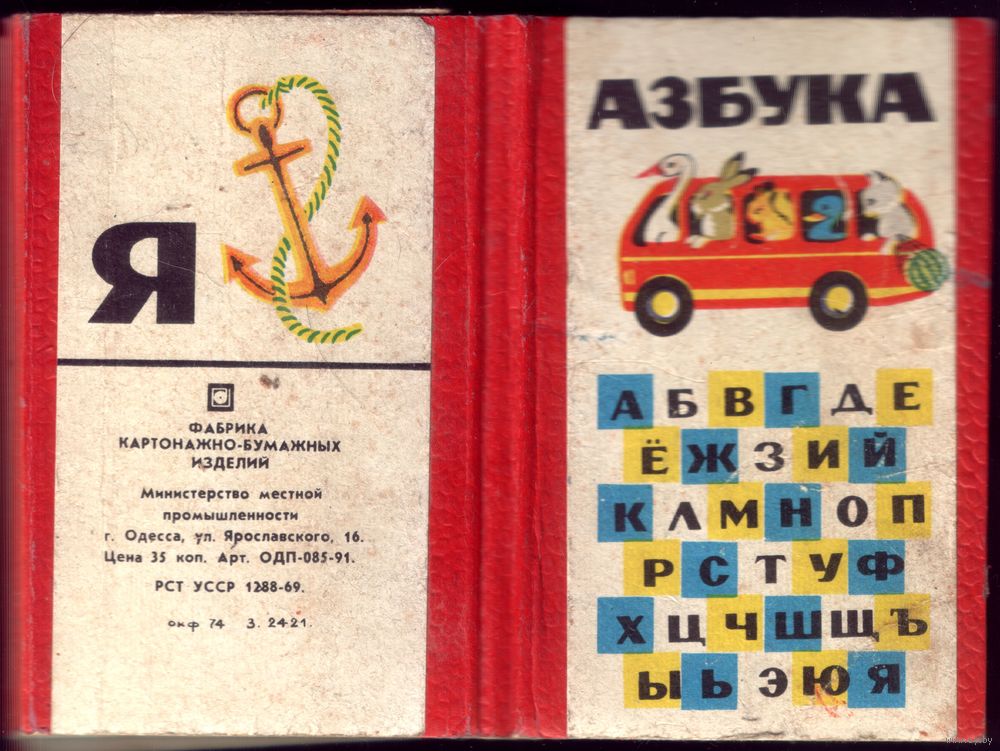 Я
ФАБРИКА
КАРТОНАЖНО-БУМАЖНЫХ
ИЗДЕЛИЙ
Министерство местной
промышленности
г. Одесса, ул. Ярославского, 16.
Цена 35 коп. Арт. ОДП-085-91.
РСТ УССР 1288-69.
окф 74 З. 2421.
АЗБУКА
А Б В Г Д Е
Ё Ж З И Й
К Л М Н О П
Р С Т У Ф
Х Ц Ч Ш Щ Ъ
Ы Ь Э Ю Я